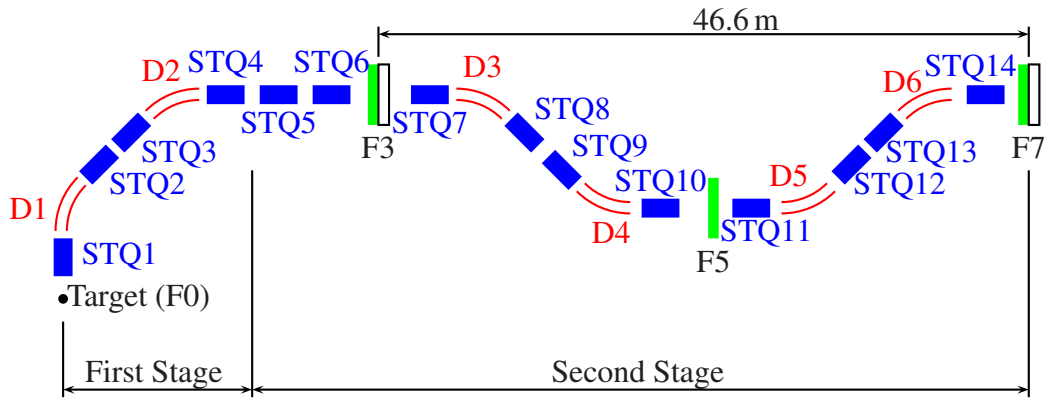 46.6 m
D2
STQ4
STQ6
D3
D6
STQ14
STQ5
STQ7
STQ8
F3
F7
STQ3
STQ9
STQ13
STQ2
STQ10
D5
STQ12
D1
D4
STQ11
STQ1
F5
Target (F0)
First Stage
Second Stage